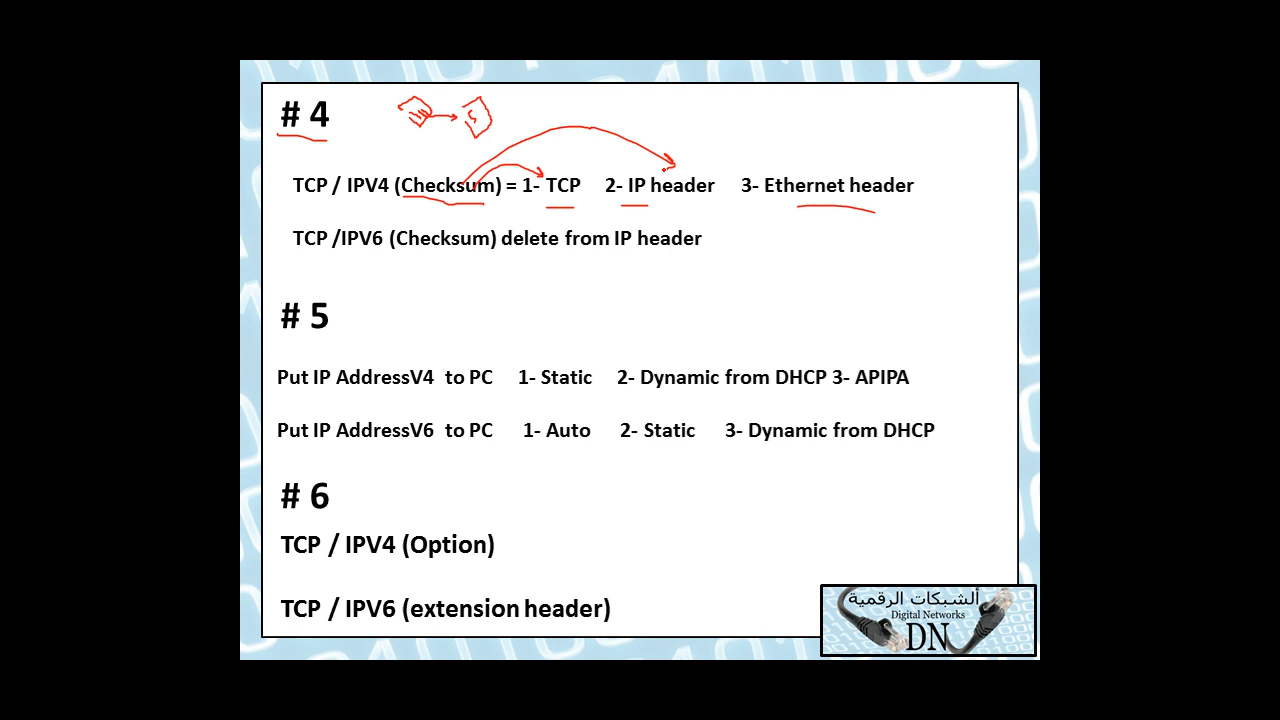 # 4
TCP / IPV4 (Checksum) = 1- TCP 2- IP header 3- Ethernet header
TCP /IPV6 (Checksum) delete from IP header
# 5
Put IP AddressV4 to PC 1- Static 2- Dynamic from DHCP 3- APIPA
Put IP AddressV6 to PC 1- Auto 2- Static 3- Dynamic from DHCP
# 6
TCP / IPV4 (Option)
TCP / IPV6 (extension header)
ألشبكات الرقمية
Digital Networks
DN